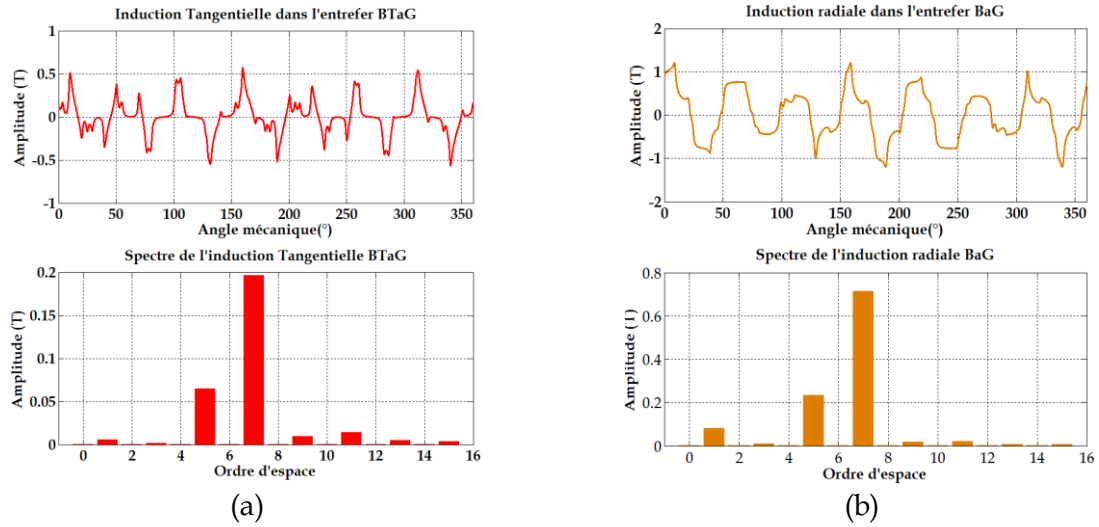 Induction Tangentielle dans l'entrefer BTaG
Amplitude (T)
1
0.5
0
-0.5
-1
0 50 100 150 200 250 300 350
Angle mécanique(°)
Spectre de l'induction Tangentielle BTaG
Amplitude (T)
0.2
0.15
0.1
0.05
0
0 2 4 6 8 10 12 14 16
Ordre d'espace
(a)
Induction radiale dans l'entrefer BaG
Amplitude (T)
2
1
0
-1
-2
0 50 100 150 200 250 300 350
Angle mécanique(°)
Spectre de l'induction radiale BaG
Amplitude (T)
0.8
0.6
0.4
0.2
0
0 2 4 6 8 10 12 14 16
Ordre d'espace
(b)